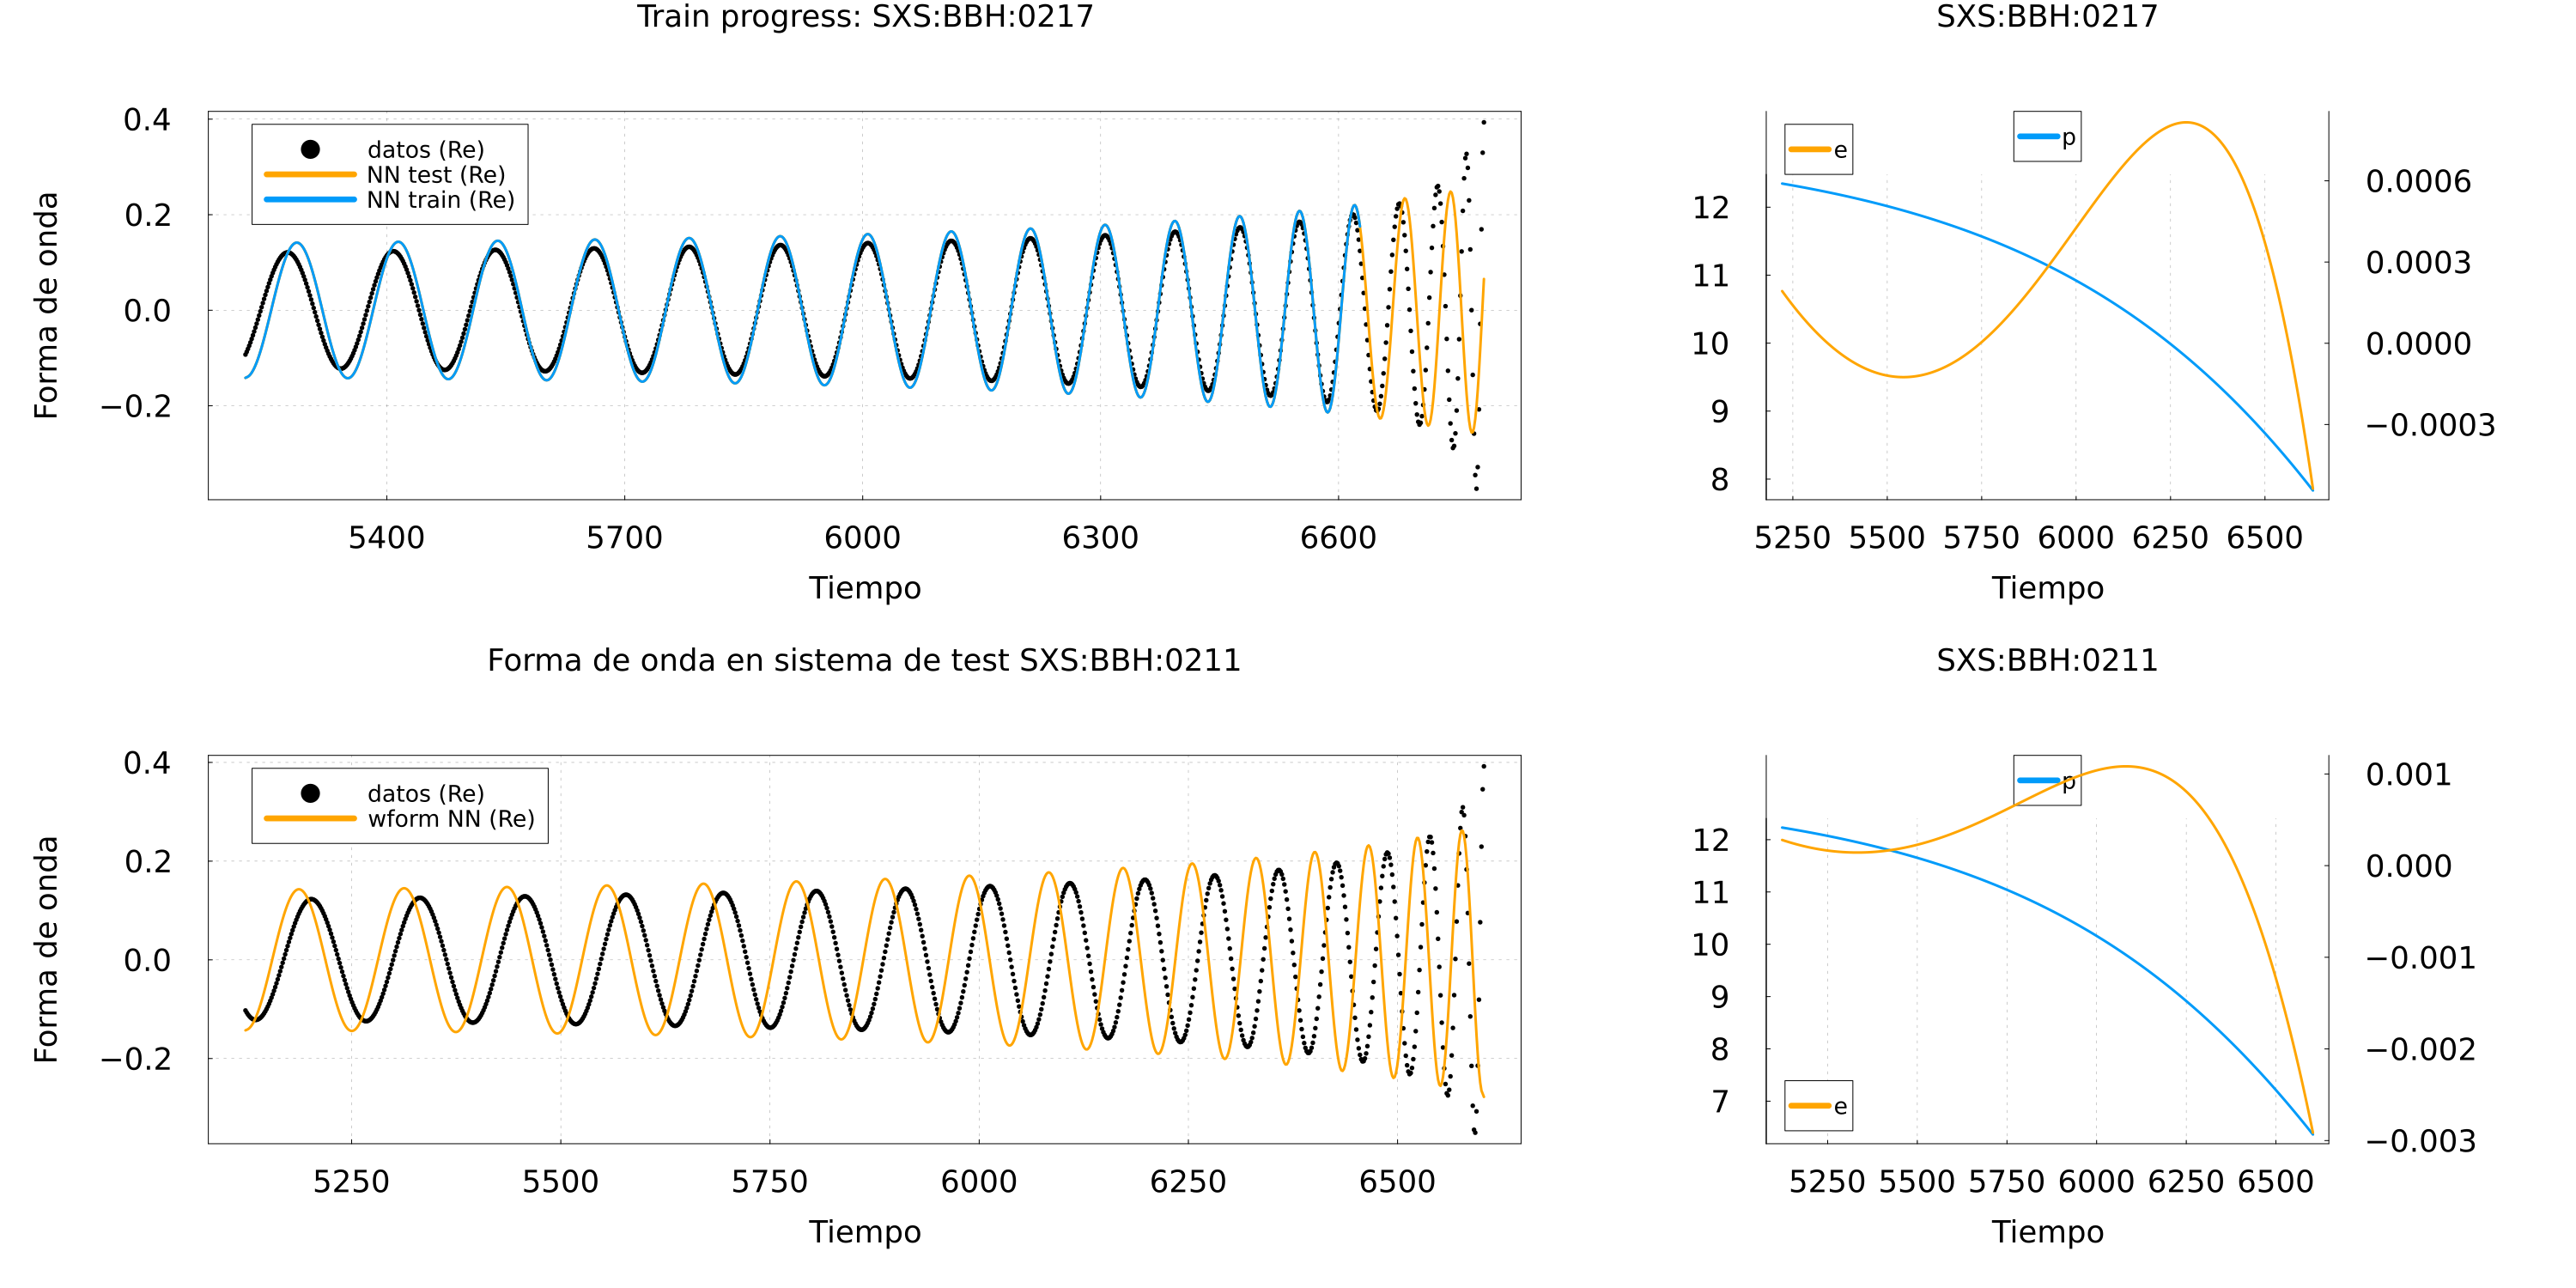 Train progress: SXS:BBH:0217
0.4
0.2
0.0
−0.2
Forma de onda
datos (Re)
NN test (Re)
NN train (Re)
5400 5700 6000 6300 6600
Tiempo
SXS:BBH:0217
e
p
12
11
10
9
8
0.0006
0.0003
0.0000
−0.0003
5250 5500 5750 6000 6250 6500
Tiempo
Forma de onda en sistema de test SXS:BBH:0211
0.4
0.2
0.0
−0.2
Forma de onda
datos (Re)
wform NN (Re)
5250 5500 5750 6000 6250 6500
Tiempo
SXS:BBH:0211
p
e
12
11
10
9
8
7
0.001
0.000
−0.001
−0.002
−0.003
5250 5500 5750 6000 6250 6500
Tiempo